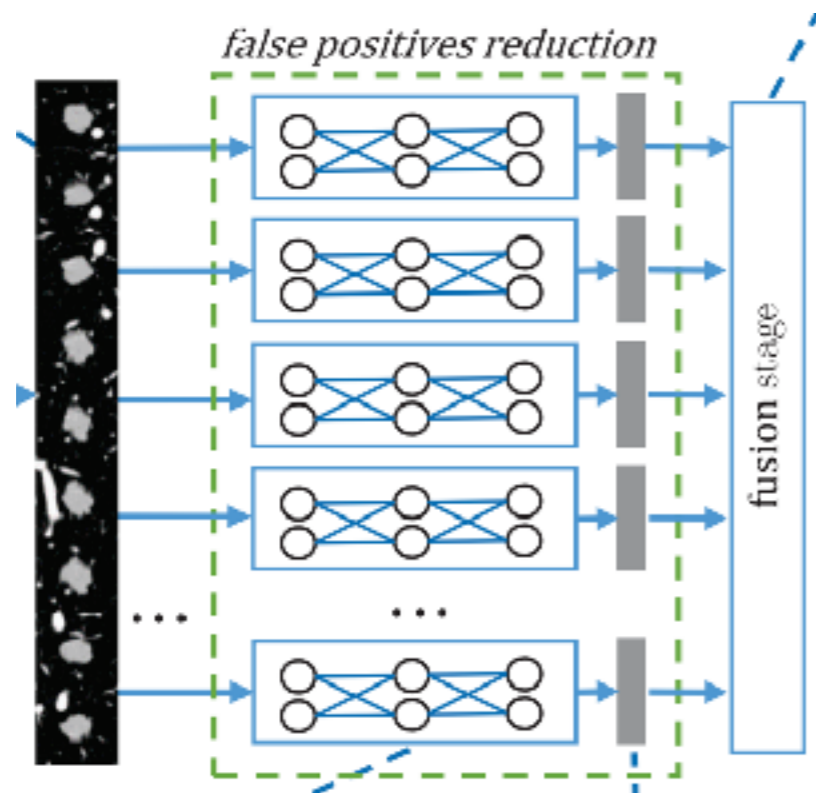 false positives reduction
fusion stage
...
...